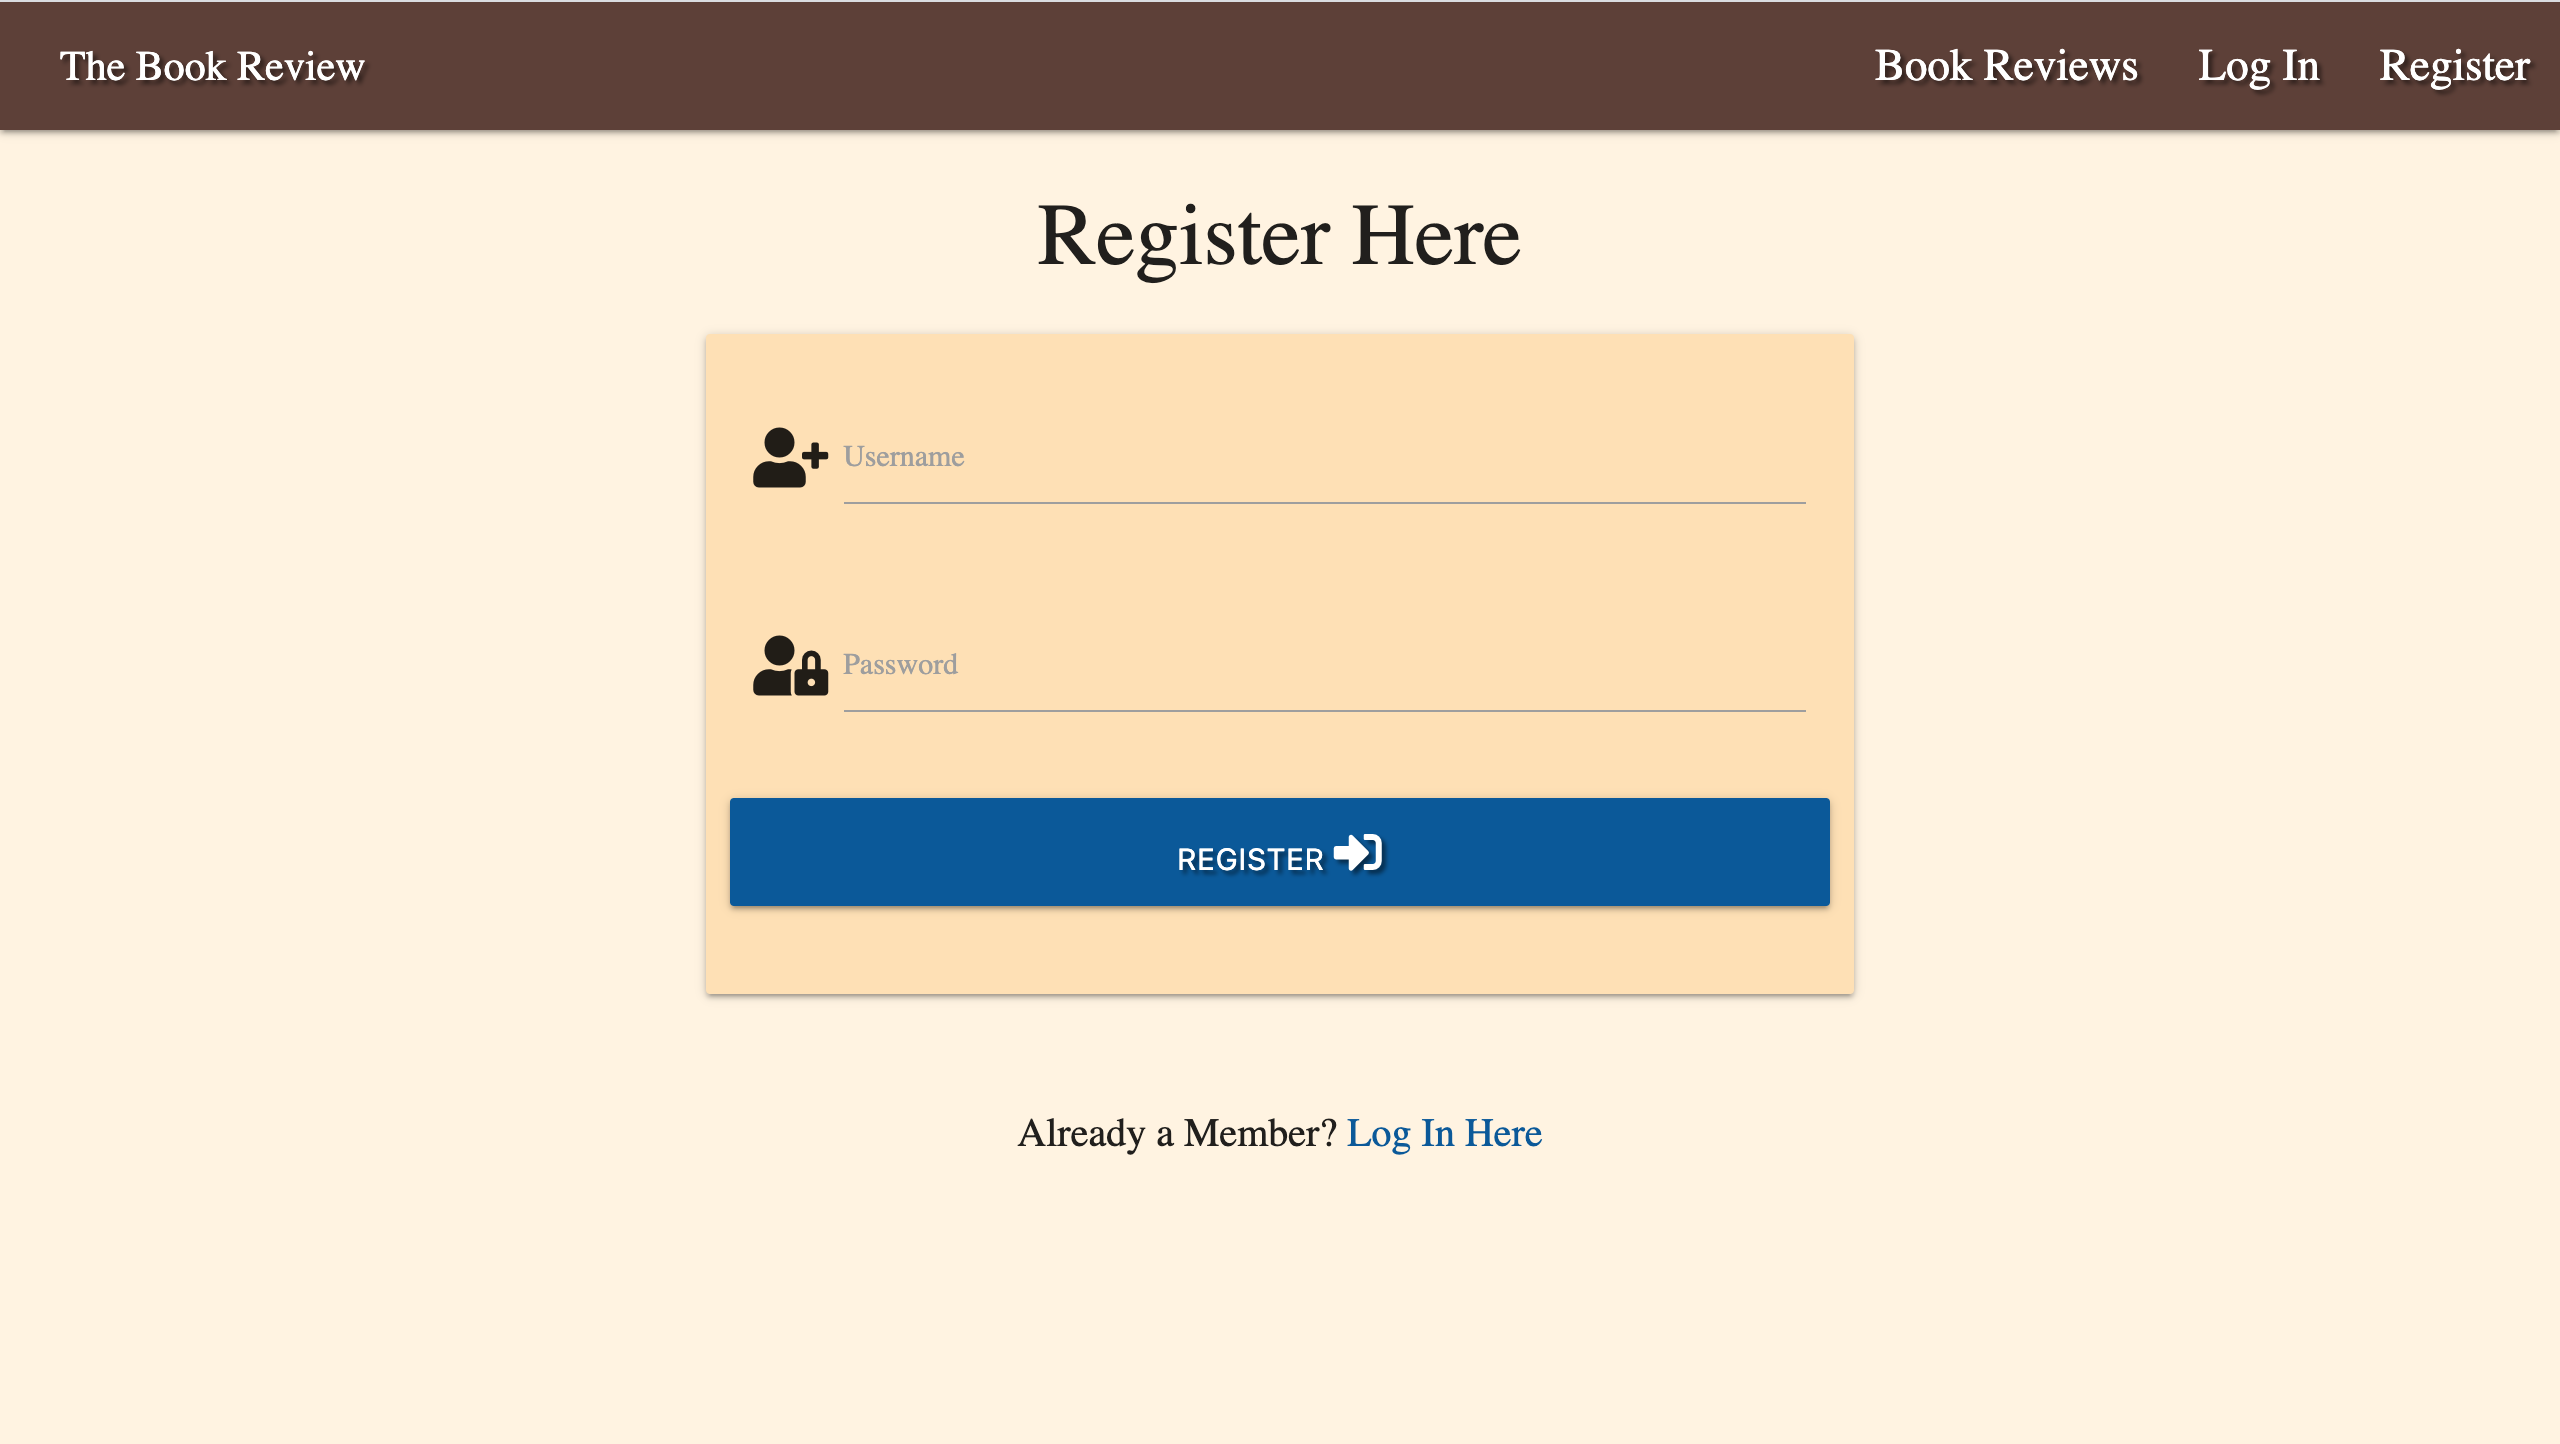 The Book Review
Book Reviews Log In Register
Register Here
Username
Password
REGISTER
Already a Member? Log In Here